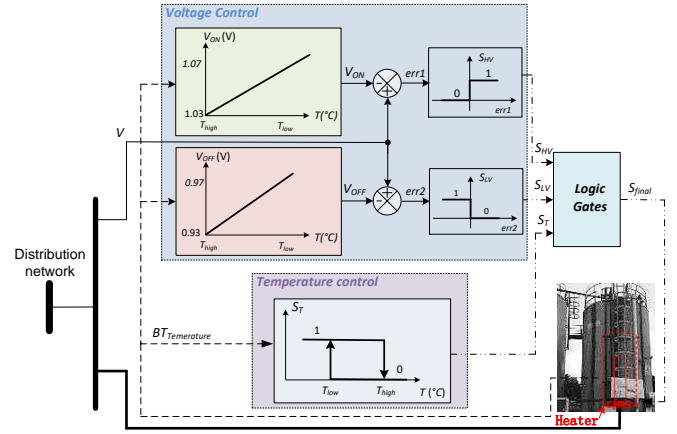 Voltage Control
V_ON (V)
1.07
1.03
T_high
T_low
T(°C)
V_ON
err1
S_HV
1
0
err1
V
V_OFF (V)
0.97
0.93
T_high
T_low
T(°C)
V_OFF
err2
S_LV
1
0
err2
S_HV
S_LV
S_T
Logic
Gates
S_final
Distribution
network
Temperature control
S_T
1
0
T_low
T_high
T (°C)
BT_Temerature
Heater